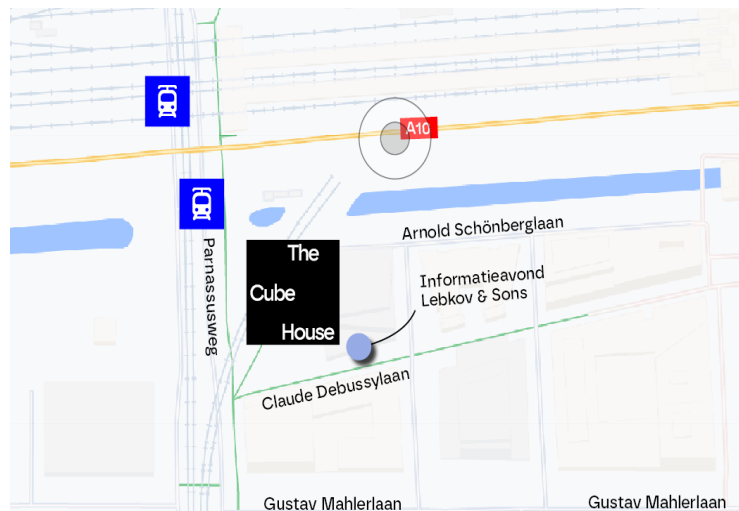 A10
Arnold Schönberglaan
The
Cube
House
Parnassusweg
Informatieavond
Lebkov & Sons
Claude Debussylaan
Gustav Mahlerlaan
Gustav Mahlerlaan